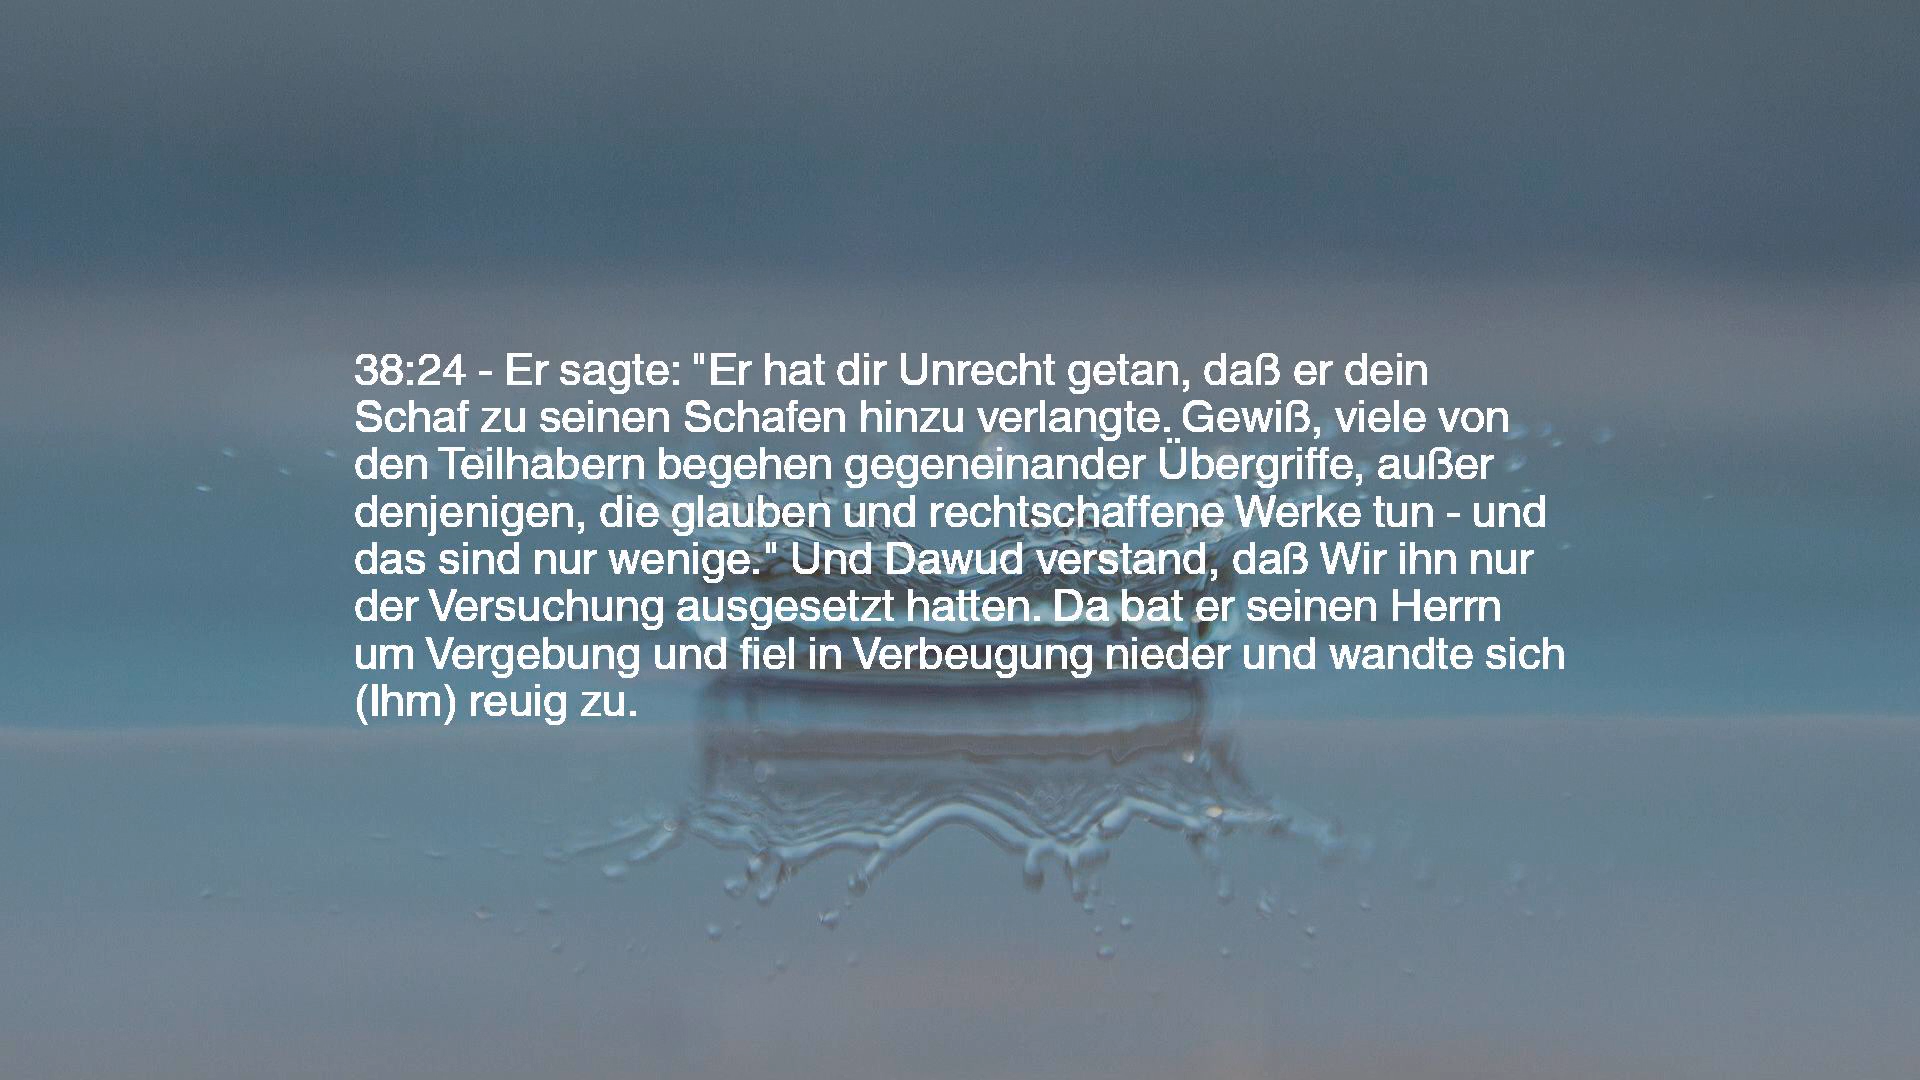 38:24 - Er sagte: "Er hat dir Unrecht getan, daß er dein
Schaf zu seinen Schafen hinzu verlangte. Gewiß, viele von
den Teilhabern begehen gegeneinander Übergriffe, außer
denjenigen, die glauben und rechtschaffene Werke tun - und
das sind nur wenige." Und Dawud verstand, daß Wir ihn nur
der Versuchung ausgesetzt hatten. Da bat er seinen Herrn
um Vergebung und fiel in Verbeugung nieder und wandte sich
(Ihm) reuig zu.